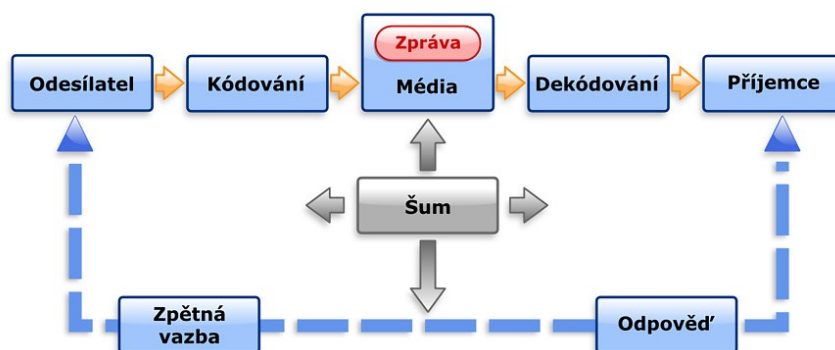 Zpráva
Odesílatel
Kódování
Média
Dekódování
Příjemce
Šum
Zpětná
vazba
Odpověď